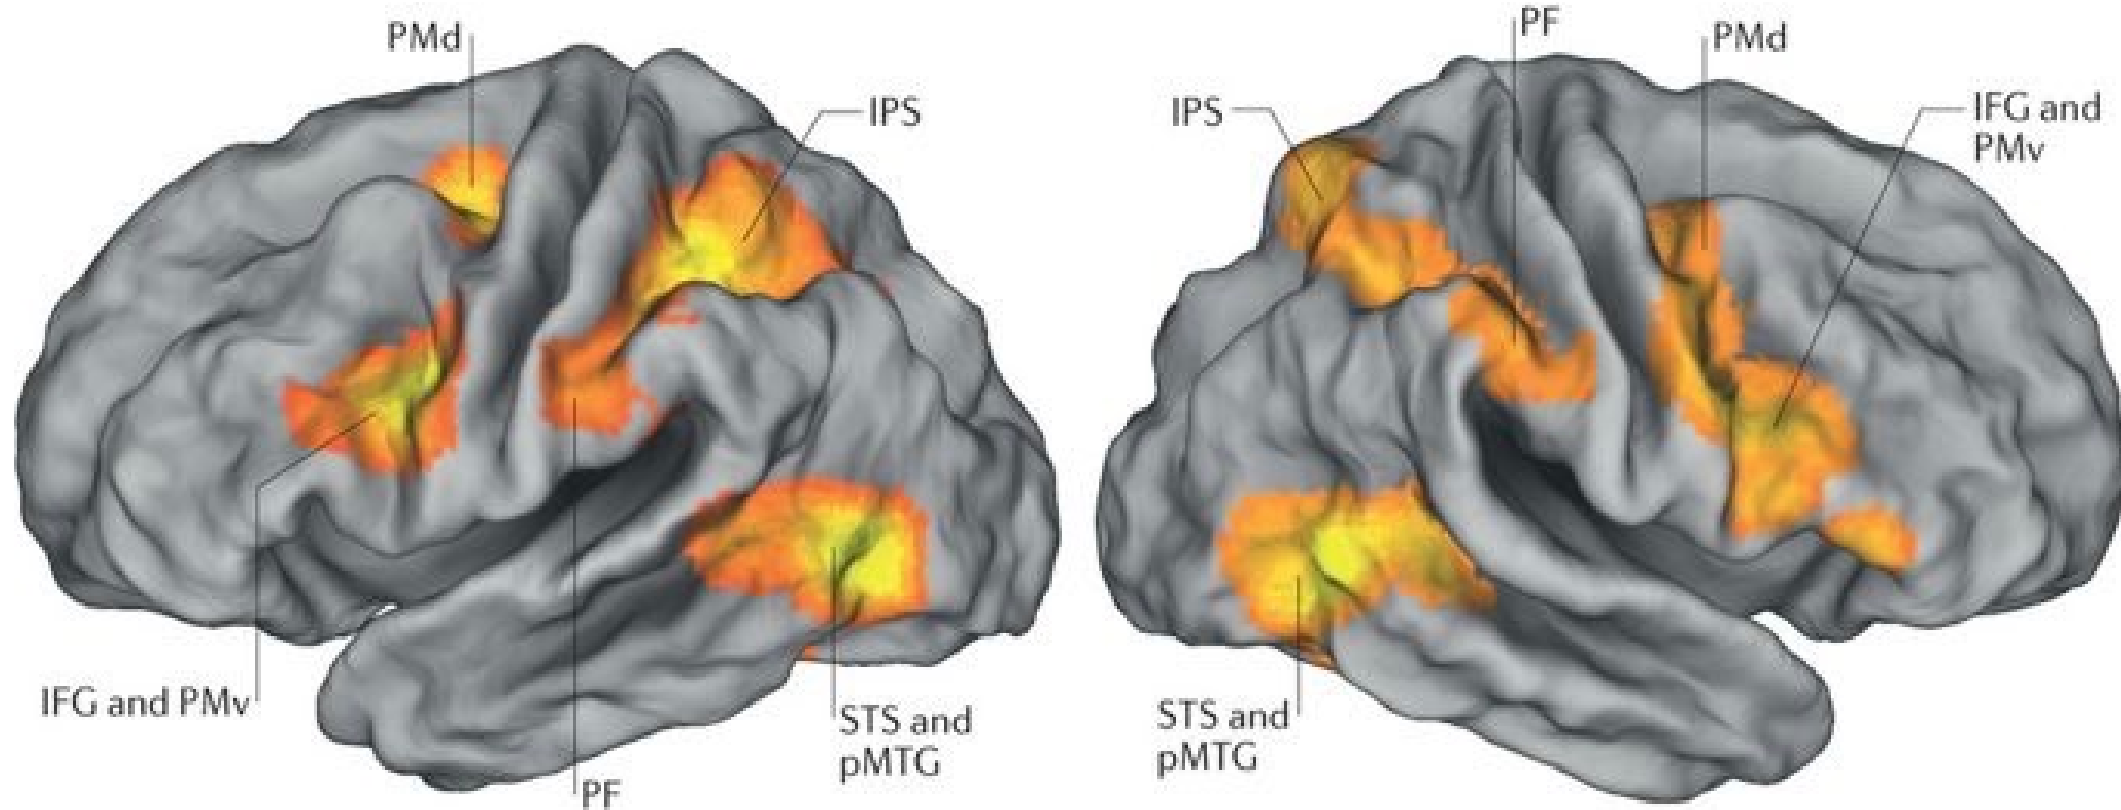 PMd
IPS
IFG and PMv
PF
STS and
pMTG
PF
PMd
IPS
IFG and
PMv
STS and
pMTG